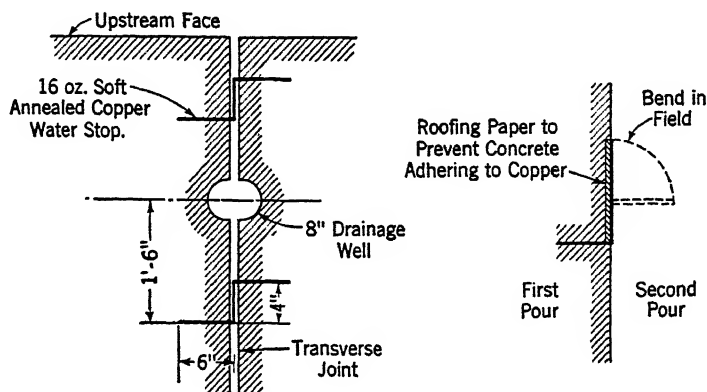 Upstream Face
16 oz. Soft
Annealed Copper
Water Stop.
8" Drainage
Well
1'-6"
4"
6"
Transverse
Joint
Roofing Paper to
Prevent Concrete
Adhering to Copper
Bend in
Field
First
Pour
Second
Pour